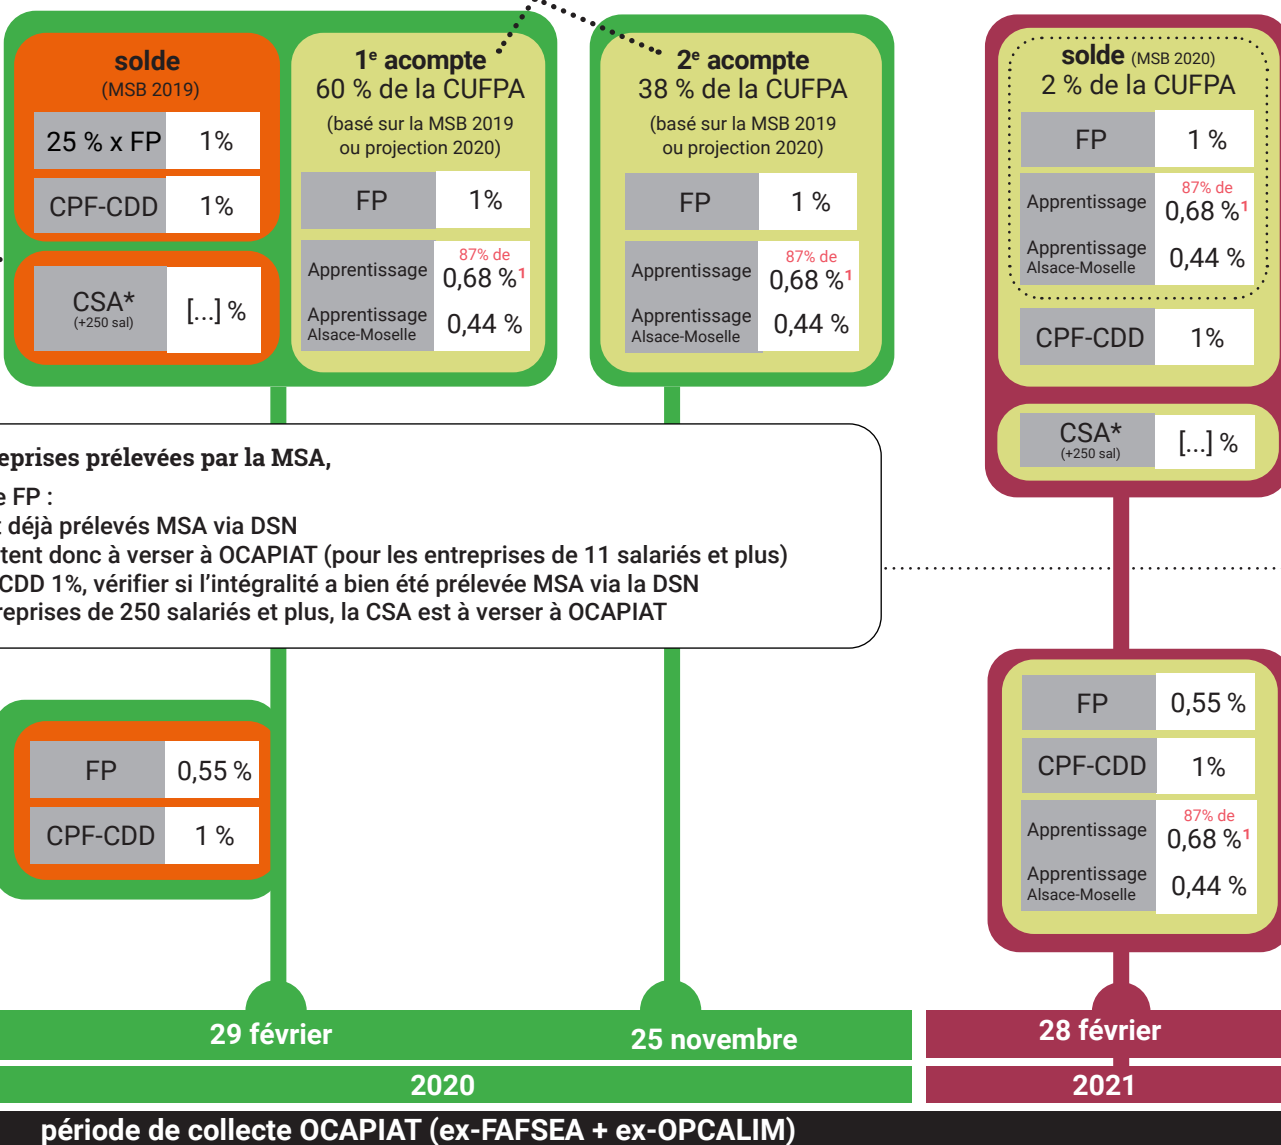 solde
(MSB 2019)
25 % x FP 1%
CPF-CDD 1%
CSA* [...] %
(+250 sal)
1e acompte
60 % de la CUFPA
(basé sur la MSB 2019
ou projection 2020)
FP 1%
Apprentissage 87% de
0,68 %1
Apprentissage
Alsace-Moselle 0,44 %
2e acompte
38 % de la CUFPA
(basé sur la MSB 2019
ou projection 2020)
FP 1 %
Apprentissage 87% de
0,68 %1
Apprentissage
Alsace-Moselle 0,44 %
solde (MSB 2020)
2 % de la CUFPA
FP 1 %
Apprentissage 87% de
0,68 %1
Apprentissage
Alsace-Moselle 0,44 %
CPF-CDD 1%
CSA* [...] %
(+250 sal)
reprises prélevées par la MSA,
e FP :
t déjà prélevés MSA via DSN
tent donc à verser à OCAPIAT (pour les entreprises de 11 salariés et plus)
CDD 1%, vérifier si l'intégralité a bien été prélevée MSA via la DSN
reprises de 250 salariés et plus, la CSA est à verser à OCAPIAT
FP 0,55 %
CPF-CDD 1 %
FP 0,55 %
CPF-CDD 1%
Apprentissage 87% de
0,68 %1
Apprentissage
Alsace-Moselle 0,44 %
29 février
25 novembre
28 février
2020
2021
période de collecte OCAPIAT (ex-FAFSEA + ex-OPCALIM)